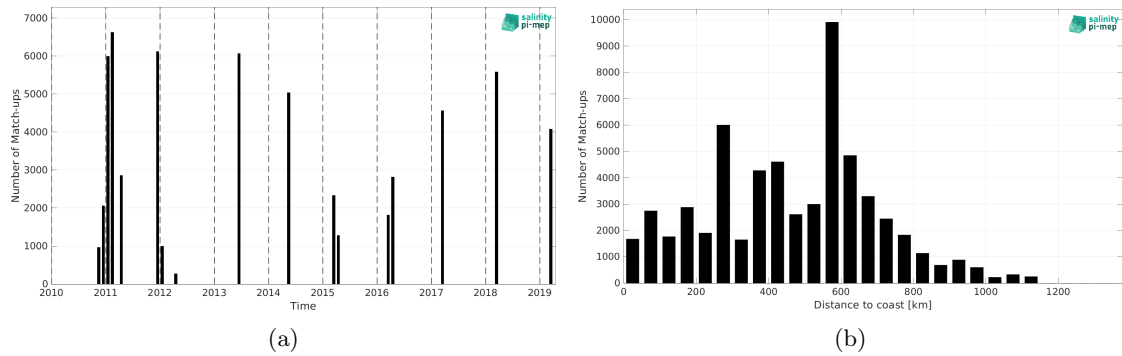 7000
6000
5000
4000
3000
2000
1000
0
Number of Match-ups
2010 2011 2012 2013 2014 2015 2016 2017 2018 2019
Time
salinity
pi-mep
(a)
10000
9000
8000
7000
6000
5000
4000
3000
2000
1000
0
Number of Match-ups
0 200 400 600 800 1000 1200
Distance to coast [km]
salinity
pi-mep
(b)